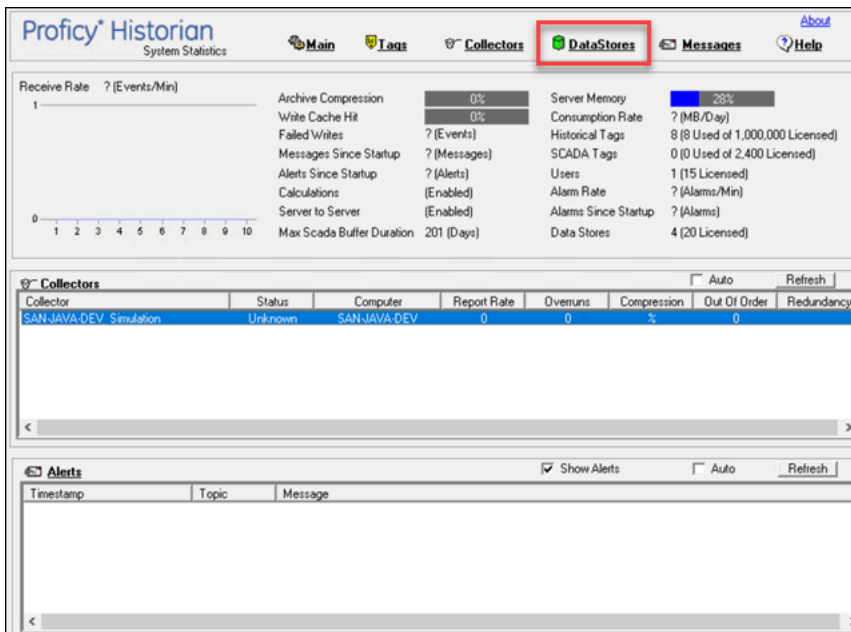 About
Proficy* Historian
System Statistics
Main Tags Collectors DataStores Messages Help
Receive Rate ? (Events/Min)
1
0
1 2 3 4 5 6 7 8 9 10
Archive Compression 0%
Write Cache Hit 0%
Failed Writes ? (Events)
Messages Since Startup ? (Messages)
Alerts Since Startup ? (Alerts)
Calculations (Enabled)
Server to Server (Enabled)
Max Scada Buffer Duration 201 (Days)
Server Memory 28%
Consumption Rate ? (MB/Day)
Historical Tags 8 (8 Used of 1,000,000 Licensed)
SCADA Tags 0 (0 Used of 2,400 Licensed)
Users 1 (15 Licensed)
Alarm Rate ? (Alarms/Min)
Alarms Since Startup ? (Alarms)
Data Stores 4 (20 Licensed)
Collectors Auto Refresh
Collector Status Computer Report Rate Overruns Compression Out Of Order Redundancy
SAN-JAVA-DEV_Simulation Unknown SAN-JAVA-DEV 0 0 % 0
Alerts Show Alerts Auto Refresh
Timestamp Topic Message